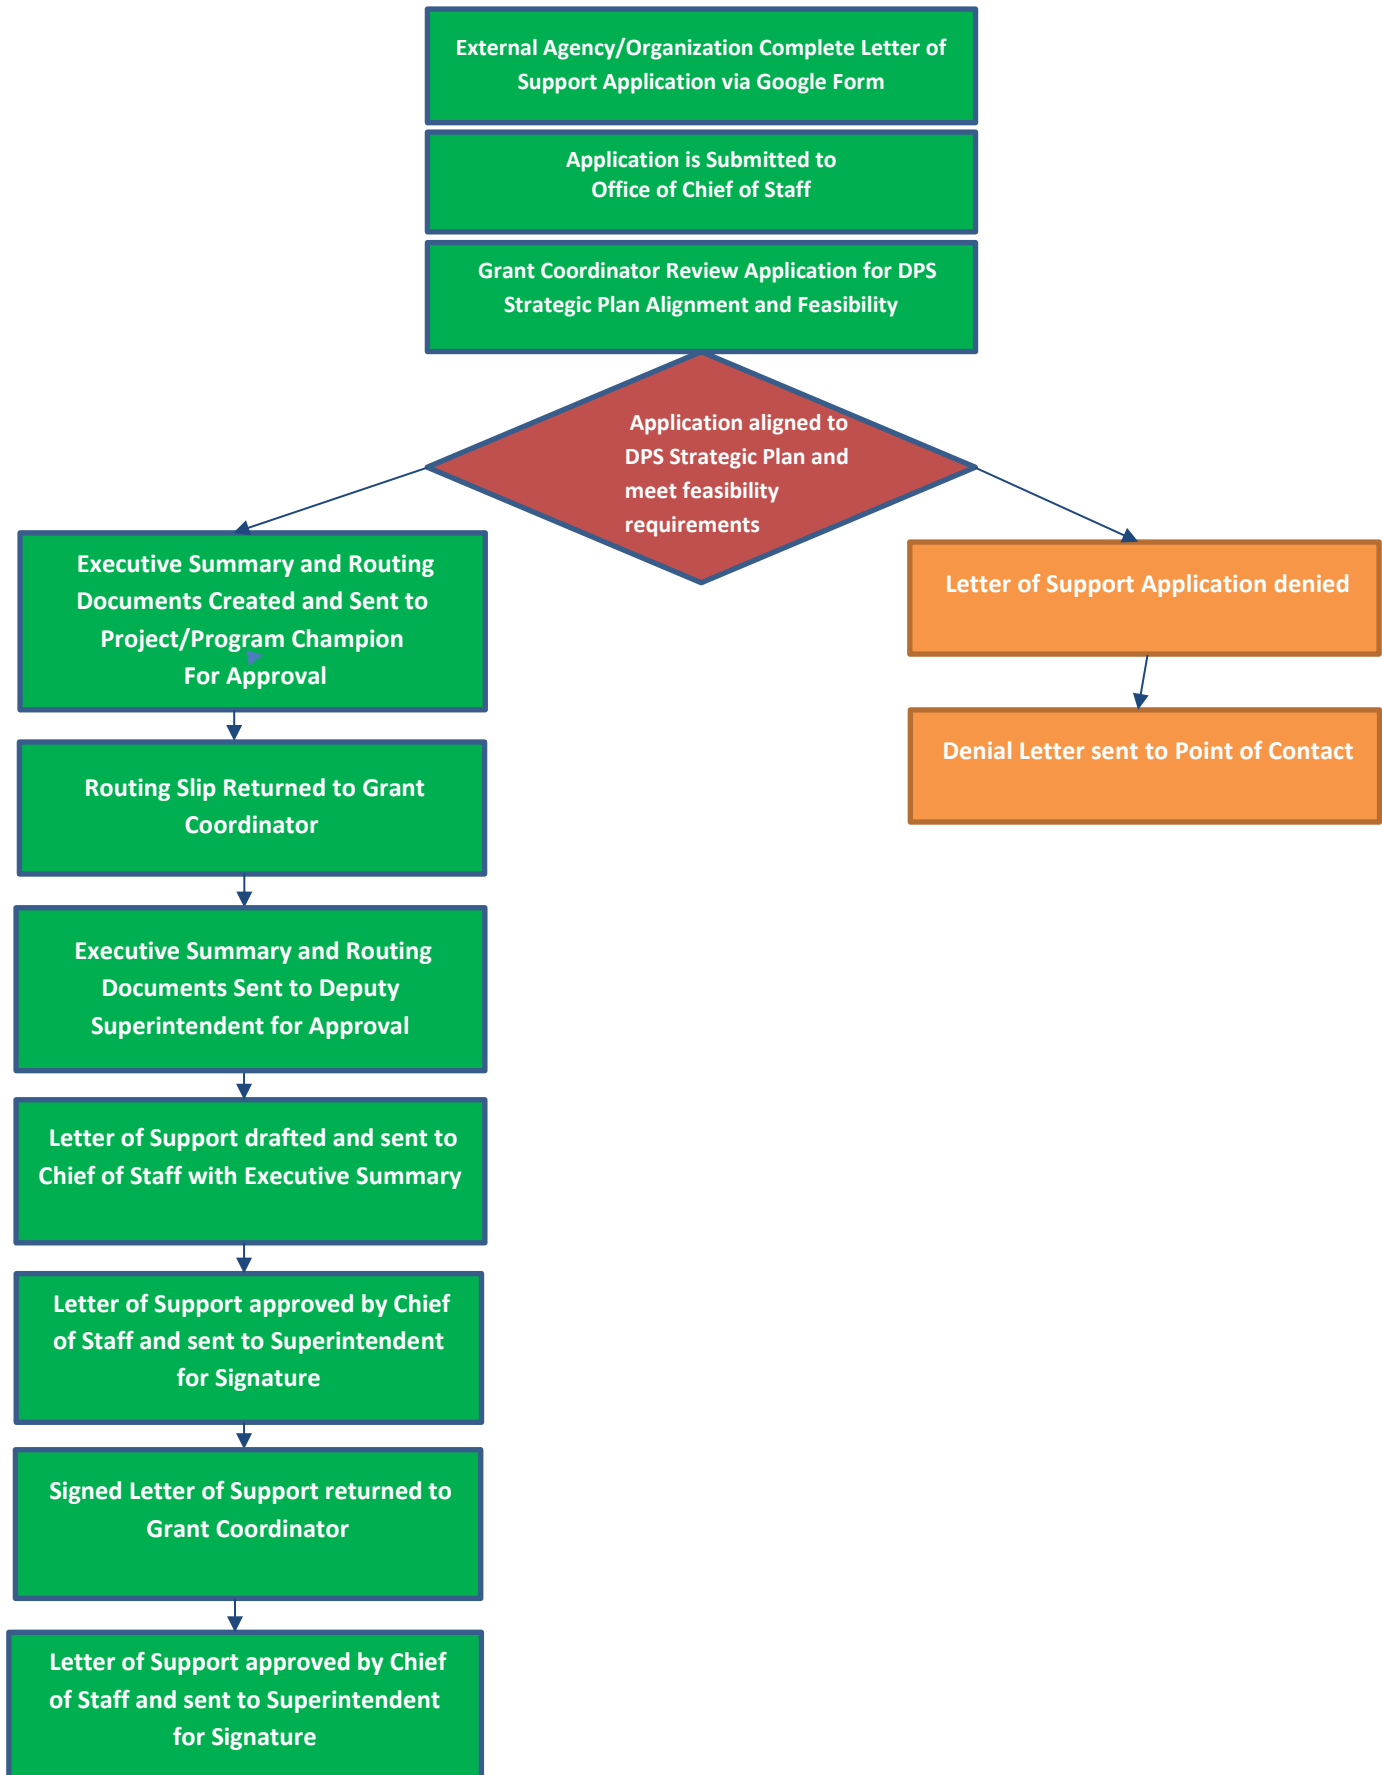 External Agency/Organization Complete Letter of
Support Application via Google Form
Application is Submitted to
Office of Chief of Staff
Grant Coordinator Review Application for DPS
Strategic Plan Alignment and Feasibility
Application aligned to
DPS Strategic Plan and
meet feasibility
requirements
Executive Summary and Routing
Documents Created and Sent to
Project/Program Champion
For Approval
Routing Slip Returned to Grant
Coordinator
Executive Summary and Routing
Documents Sent to Deputy
Superintendent for Approval
Letter of Support drafted and sent to
Chief of Staff with Executive Summary
Letter of Support approved by Chief
of Staff and sent to Superintendent
for Signature
Signed Letter of Support returned to
Grant Coordinator
Letter of Support approved by Chief
of Staff and sent to Superintendent
for Signature
Letter of Support Application denied
Denial Letter sent to Point of Contact